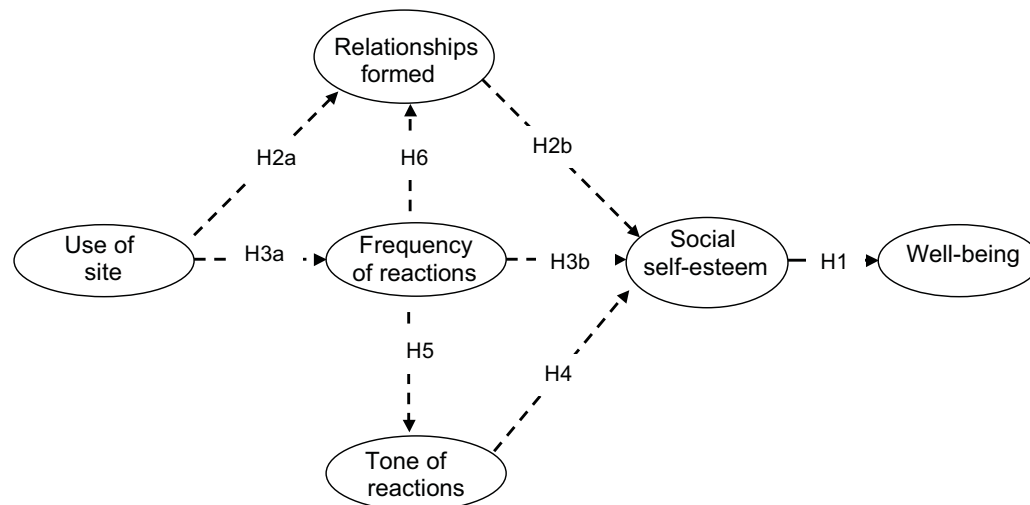 Relationships
formed
H2a
H6
H2b
Use of
site
H3a
Frequency
of reactions
H3b
Social
self-esteem
H1
Well-being
H5
H4
Tone of
reactions